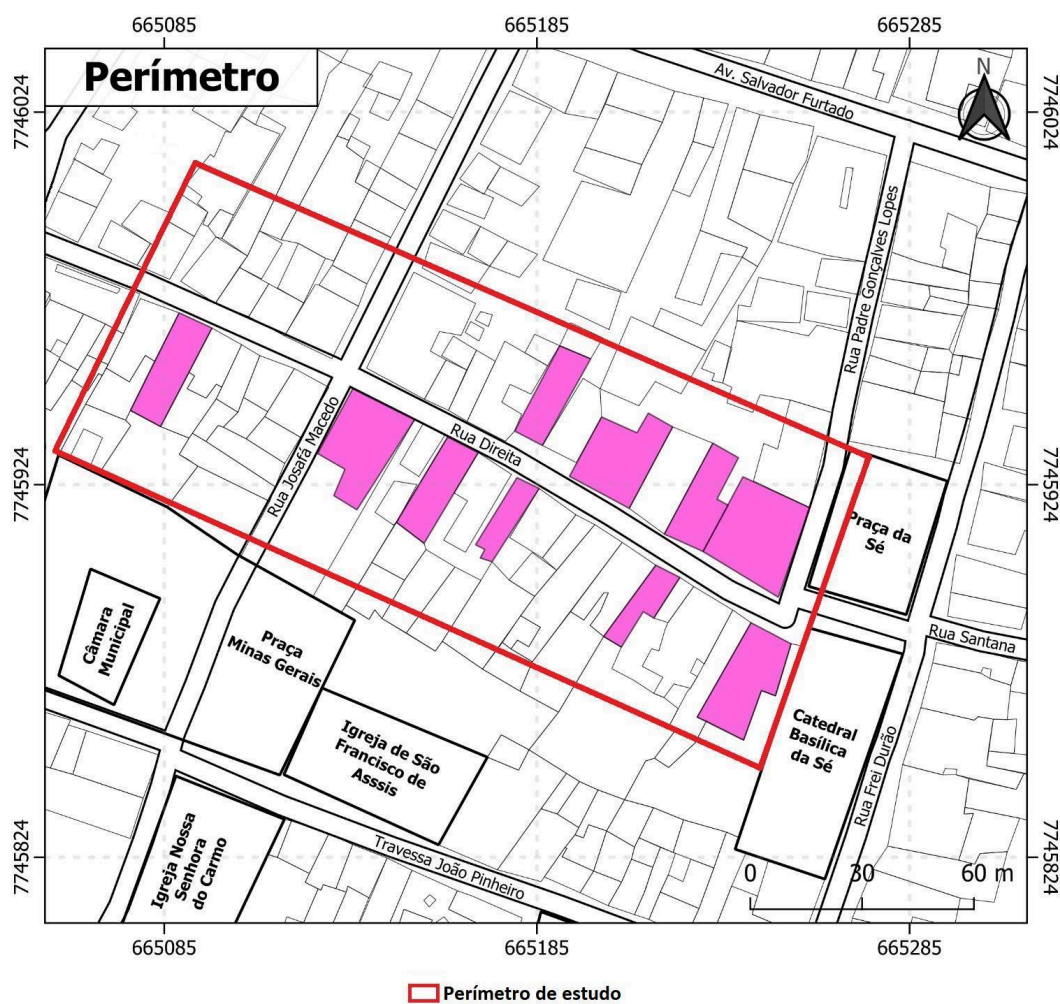 665085
665185
665285
Perímetro
N
Av. Salvador Furtado
7746024
7746024
Rua Padre Gonçalves Lopes
Rua Josafá Macedo
Rua Direita
7745924
7745924
Praça da
Sé
Câmara
Municipal
Praça
Minas Gerais
Rua Santana
Igreja de São
Francisco de
Asssis
Catedral
Basílica
da Sé
Rua Frei Durão
Igreja Nossa
Senhora
do Carmo
Travessa João Pinheiro
7745824
7745824
0 30 60 m
665085
665185
665285
Perímetro de estudo